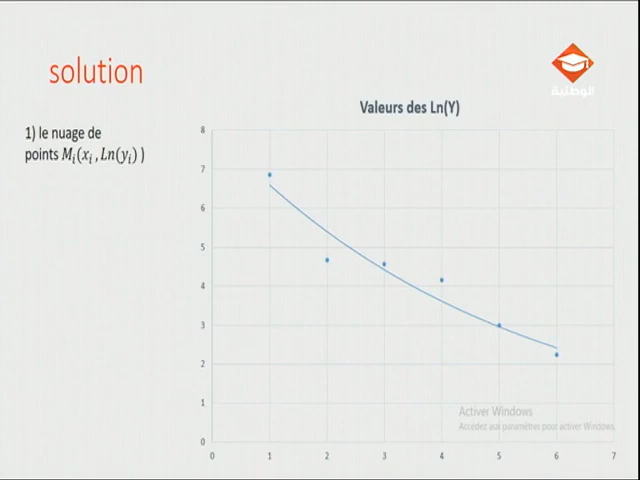 solution
الوطنية
Valeurs des Ln(Y)
1) le nuage de
points Mᵢ(xᵢ ,Ln(yᵢ) )
8
7
6
5
4
3
2
1
0
0 1 2 3 4 5 6 7
Activer Windows
Accédez aux paramètres pour activer Windows.